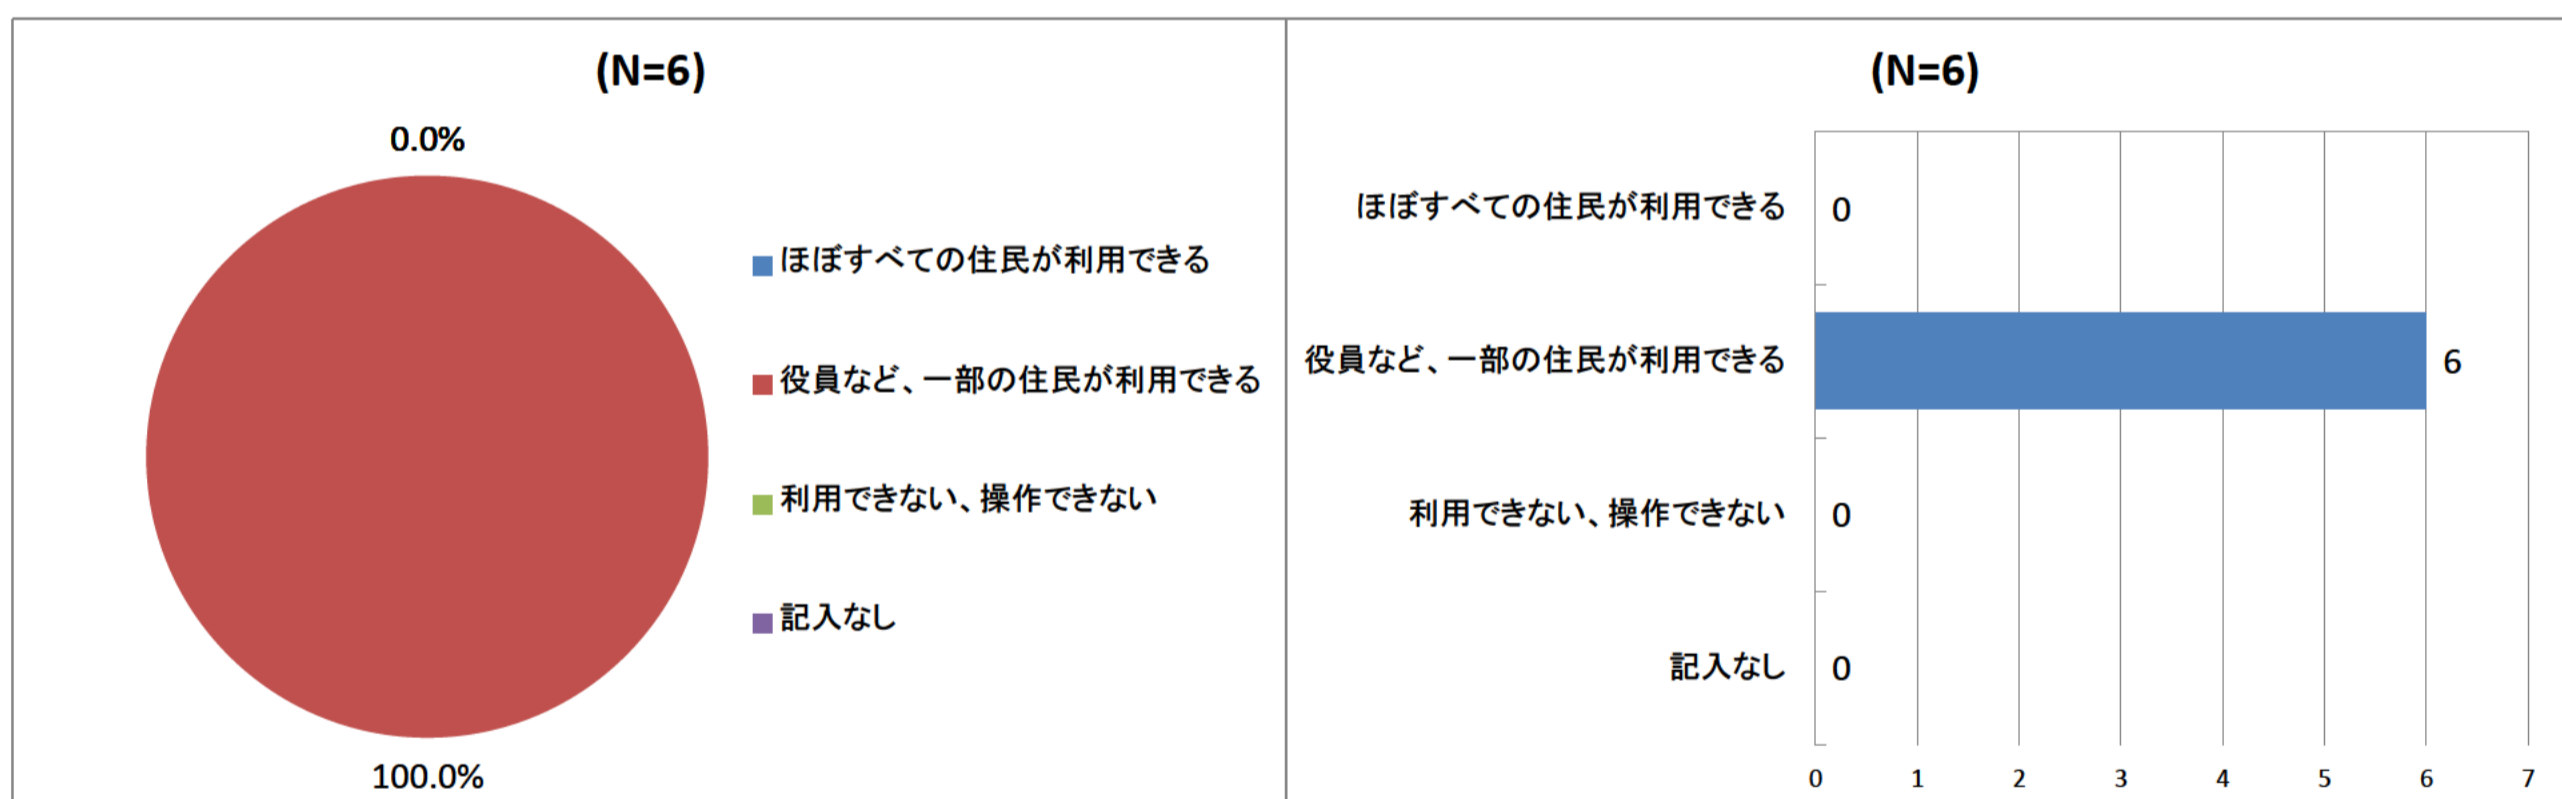 (N=6)
0.0%
ほぼすべての住民が利用できる
役員など、一部の住民が利用できる
利用できない、操作できない
記入なし
100.0%
(N=6)
ほぼすべての住民が利用できる 0
役員など、一部の住民が利用できる 6
利用できない、操作できない 0
記入なし 0
0 1 2 3 4 5 6 7